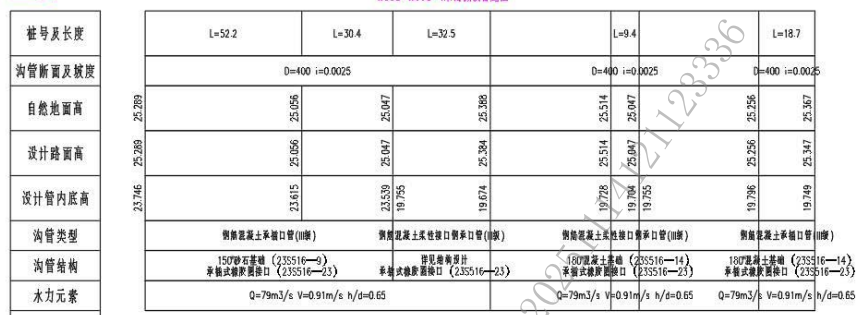 桩号及长度
L=52.2 L=30.4 L=32.5 L=9.4 L=18.7
沟管断面及坡度
D=400 i=0.0025 D=400 i=0.0025 D=400 i=0.0025
自然地面高
25.289 25.056 25.047 25.388 25.514 25.047 25.256 25.367
设计路面高
25.289 25.056 25.047 25.384 25.514 25.047 25.256 25.347
设计管内底高
23.746 23.615 23.539 19.755 19.674 19.728 19.704 19.755 19.796 19.749
沟管类型
钢筋混凝土承插口管(II级) 钢筋混凝土柔性接口钢承口管(III级) 钢筋混凝土柔性接口钢承口管(III级) 钢筋混凝土承插口管(III级)
沟管结构
150°砂石基础 (23S516—9) 详见结构设计 180°混凝土基础 (23S516—14) 180°混凝土基础 (23S516—14)
承插式橡胶圈接口 (23S516—23) 承插式橡胶圈接口 (23S516—23) 承插式橡胶圈接口 (23S516—23) 承插式橡胶圈接口 (23S516—23)
水力元素
Q=79m3/s V=0.91m/s h/d=0.65 Q=79m3/s V=0.91m/s h/d=0.65 Q=79m3/s V=0.91m/s h/d=0.65